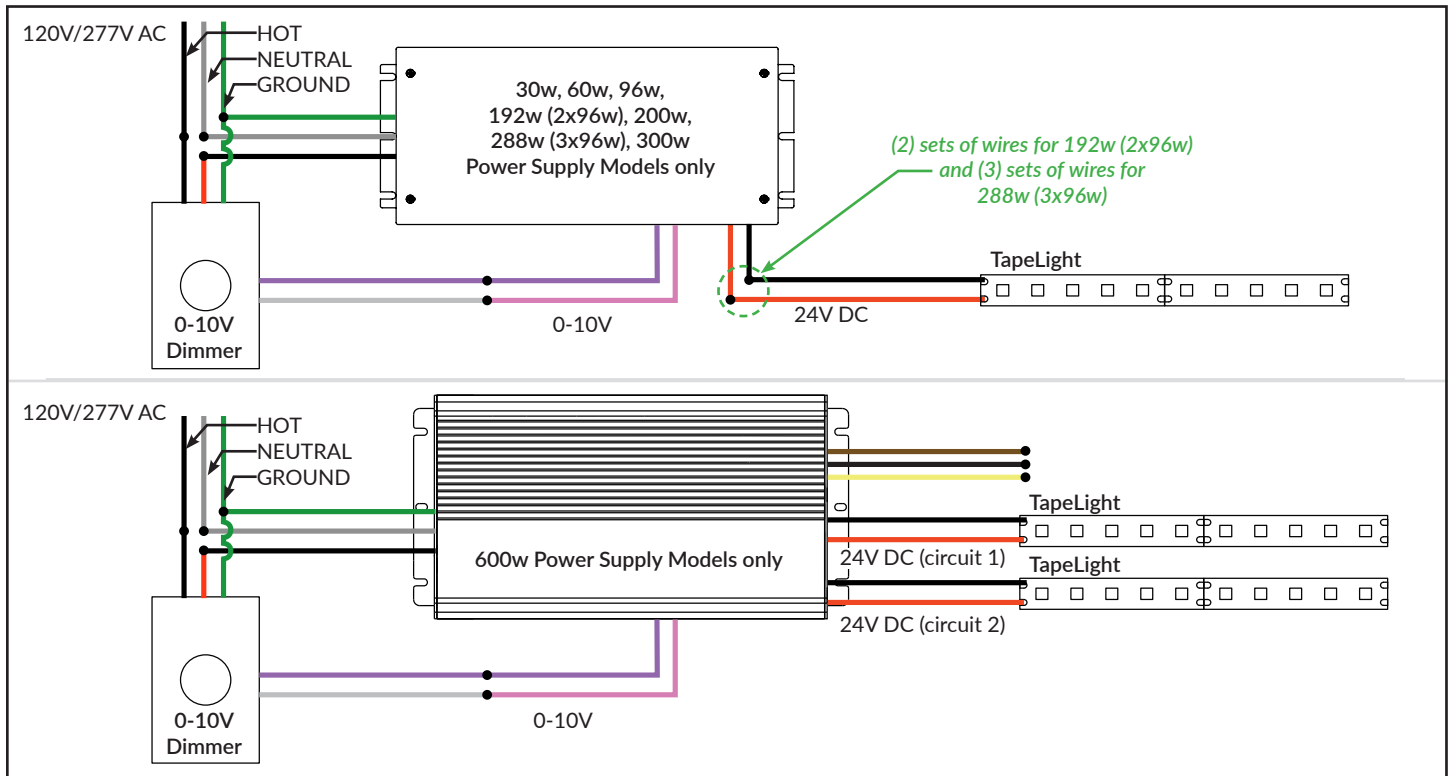 120V/277V AC
HOT
NEUTRAL
GROUND
30w, 60w, 96w,
192w (2x96w), 200w,
288w (3x96w), 300w
Power Supply Models only
(2) sets of wires for 192w (2x96w)
and (3) sets of wires for
288w (3x96w)
TapeLight
24V DC
0-10V
0-10V
Dimmer
120V/277V AC
HOT
NEUTRAL
GROUND
600w Power Supply Models only
TapeLight
24V DC (circuit 1)
TapeLight
24V DC (circuit 2)
0-10V
0-10V
Dimmer